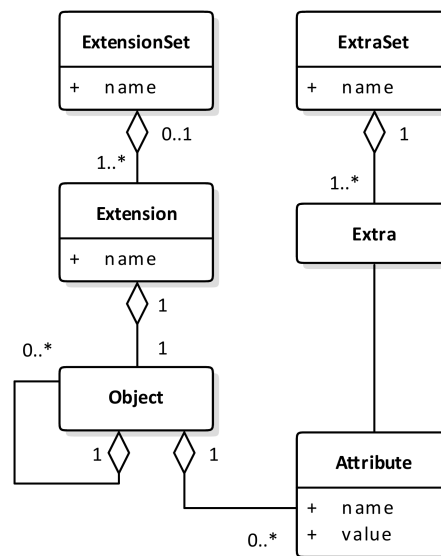 ExtensionSet
+ name
0..1
1..*
Extension
+ name
1
1
0..*
Object
1
1
0..*
ExtraSet
+ name
1
1..*
Extra
Attribute
+ name
+ value